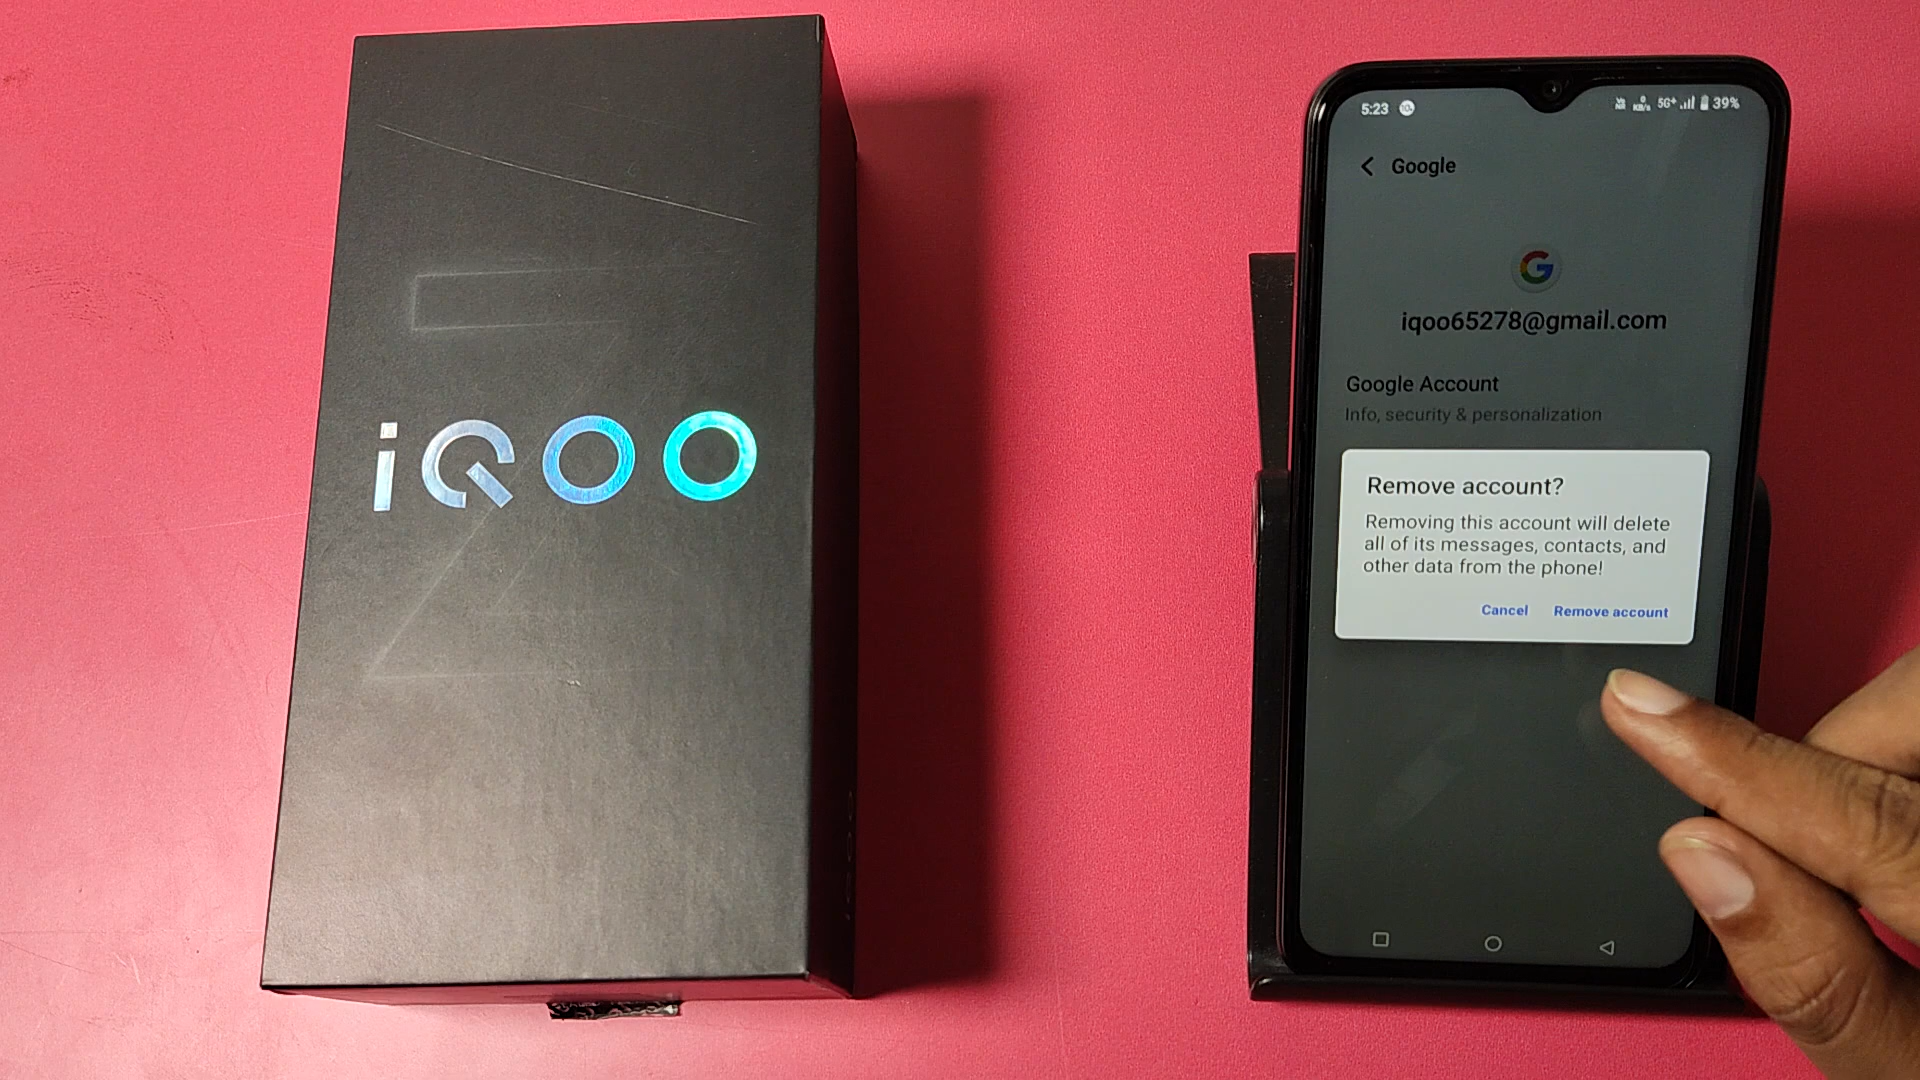 iQOO
5:23
5G+ 39%
Google
G
iqoo65278@gmail.com
Google Account
Info, security & personalization
Remove account?
Removing this account will delete
all of its messages, contacts, and
other data from the phone!
Cancel Remove account